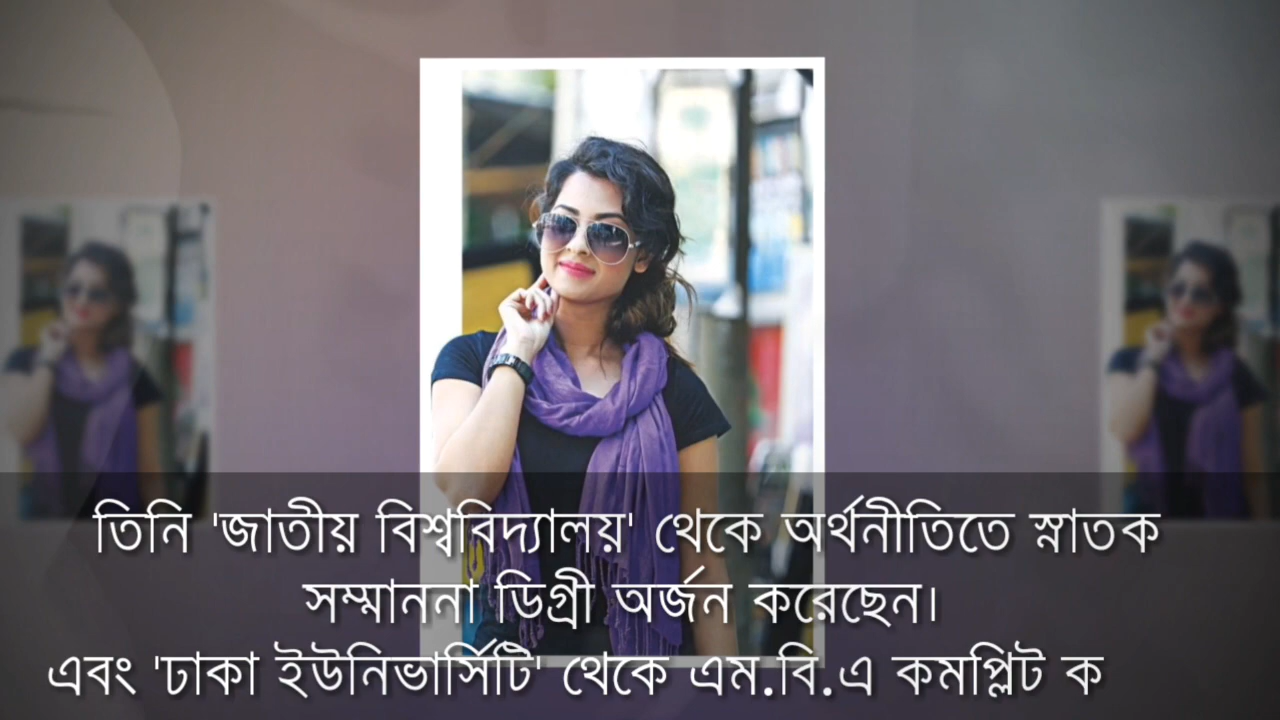 তিনি 'জাতীয় বিশ্ববিদ্যালয়' থেকে অর্থনীতিতে স্নাতক
সম্মাননা ডিগ্রী অর্জন করেছেন।
এবং 'ঢাকা ইউনিভার্সিটি' থেকে এম.বি.এ কমপ্লিট ক